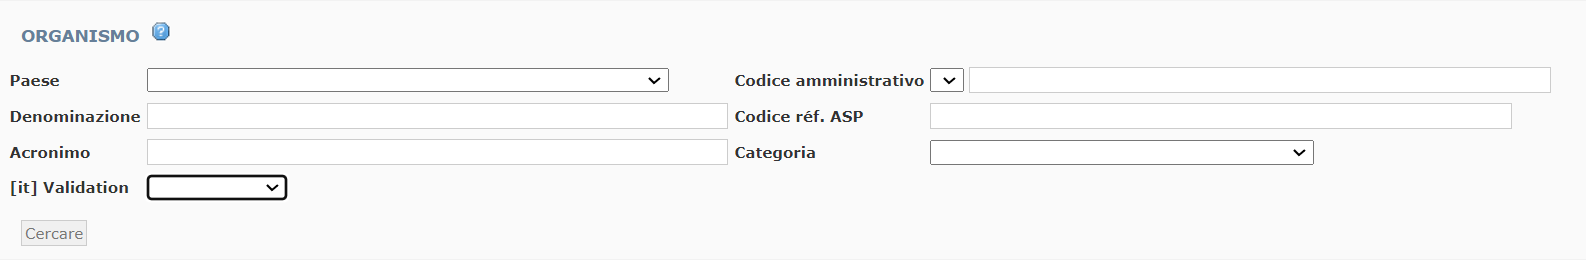 ORGANISMO ?
Paese Codice amministrativo
Denominazione Codice réf. ASP
Acronimo Categoria
[it] Validation
Cercare